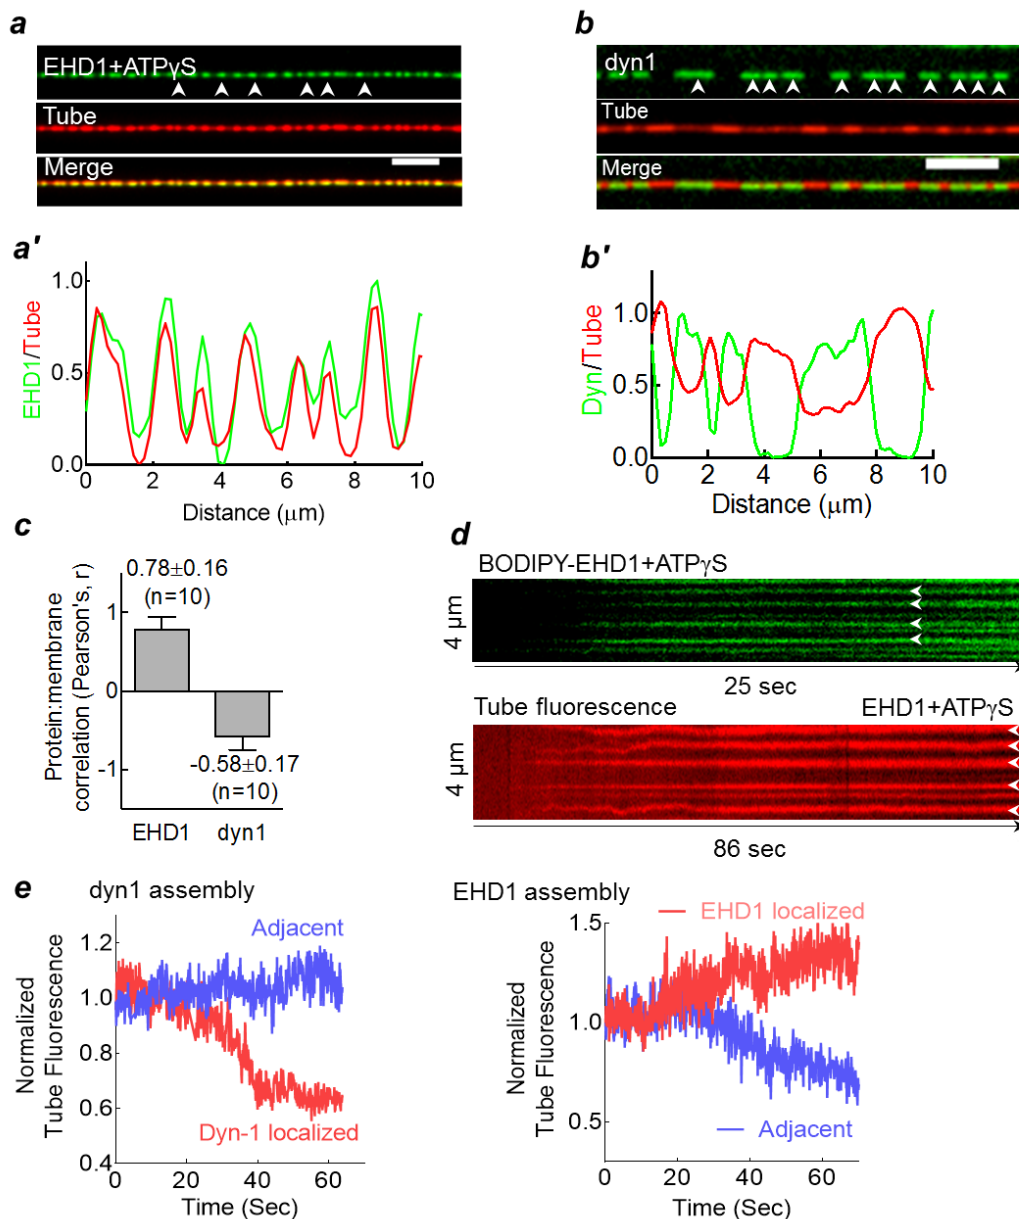 a
EHD1+ATPγS
Tube
Merge
b
dyn1
Tube
Merge
a'
EHD1/Tube
1.0
0.5
0.0
0 2 4 6 8 10
Distance (μm)
b'
Dyn/Tube
1.0
0.5
0.0
0 2 4 6 8 10
Distance (μm)
c
Protein:membrane
correlation (Pearson's, r)
1
0
-1
0.78±0.16
(n=10)
-0.58±0.17
(n=10)
EHD1 dyn1
d
BODIPY-EHD1+ATPγS
4 μm
25 sec
Tube fluorescence EHD1+ATPγS
4 μm
86 sec
e
dyn1 assembly
Normalized
Tube Fluorescence
1.2
1.0
0.8
0.6
0.4
Adjacent
Dyn-1 localized
0 20 40 60
Time (Sec)
EHD1 assembly
Normalized
Tube Fluorescence
1.5
1.0
0.5
EHD1 localized
Adjacent
0 20 40 60
Time (Sec)